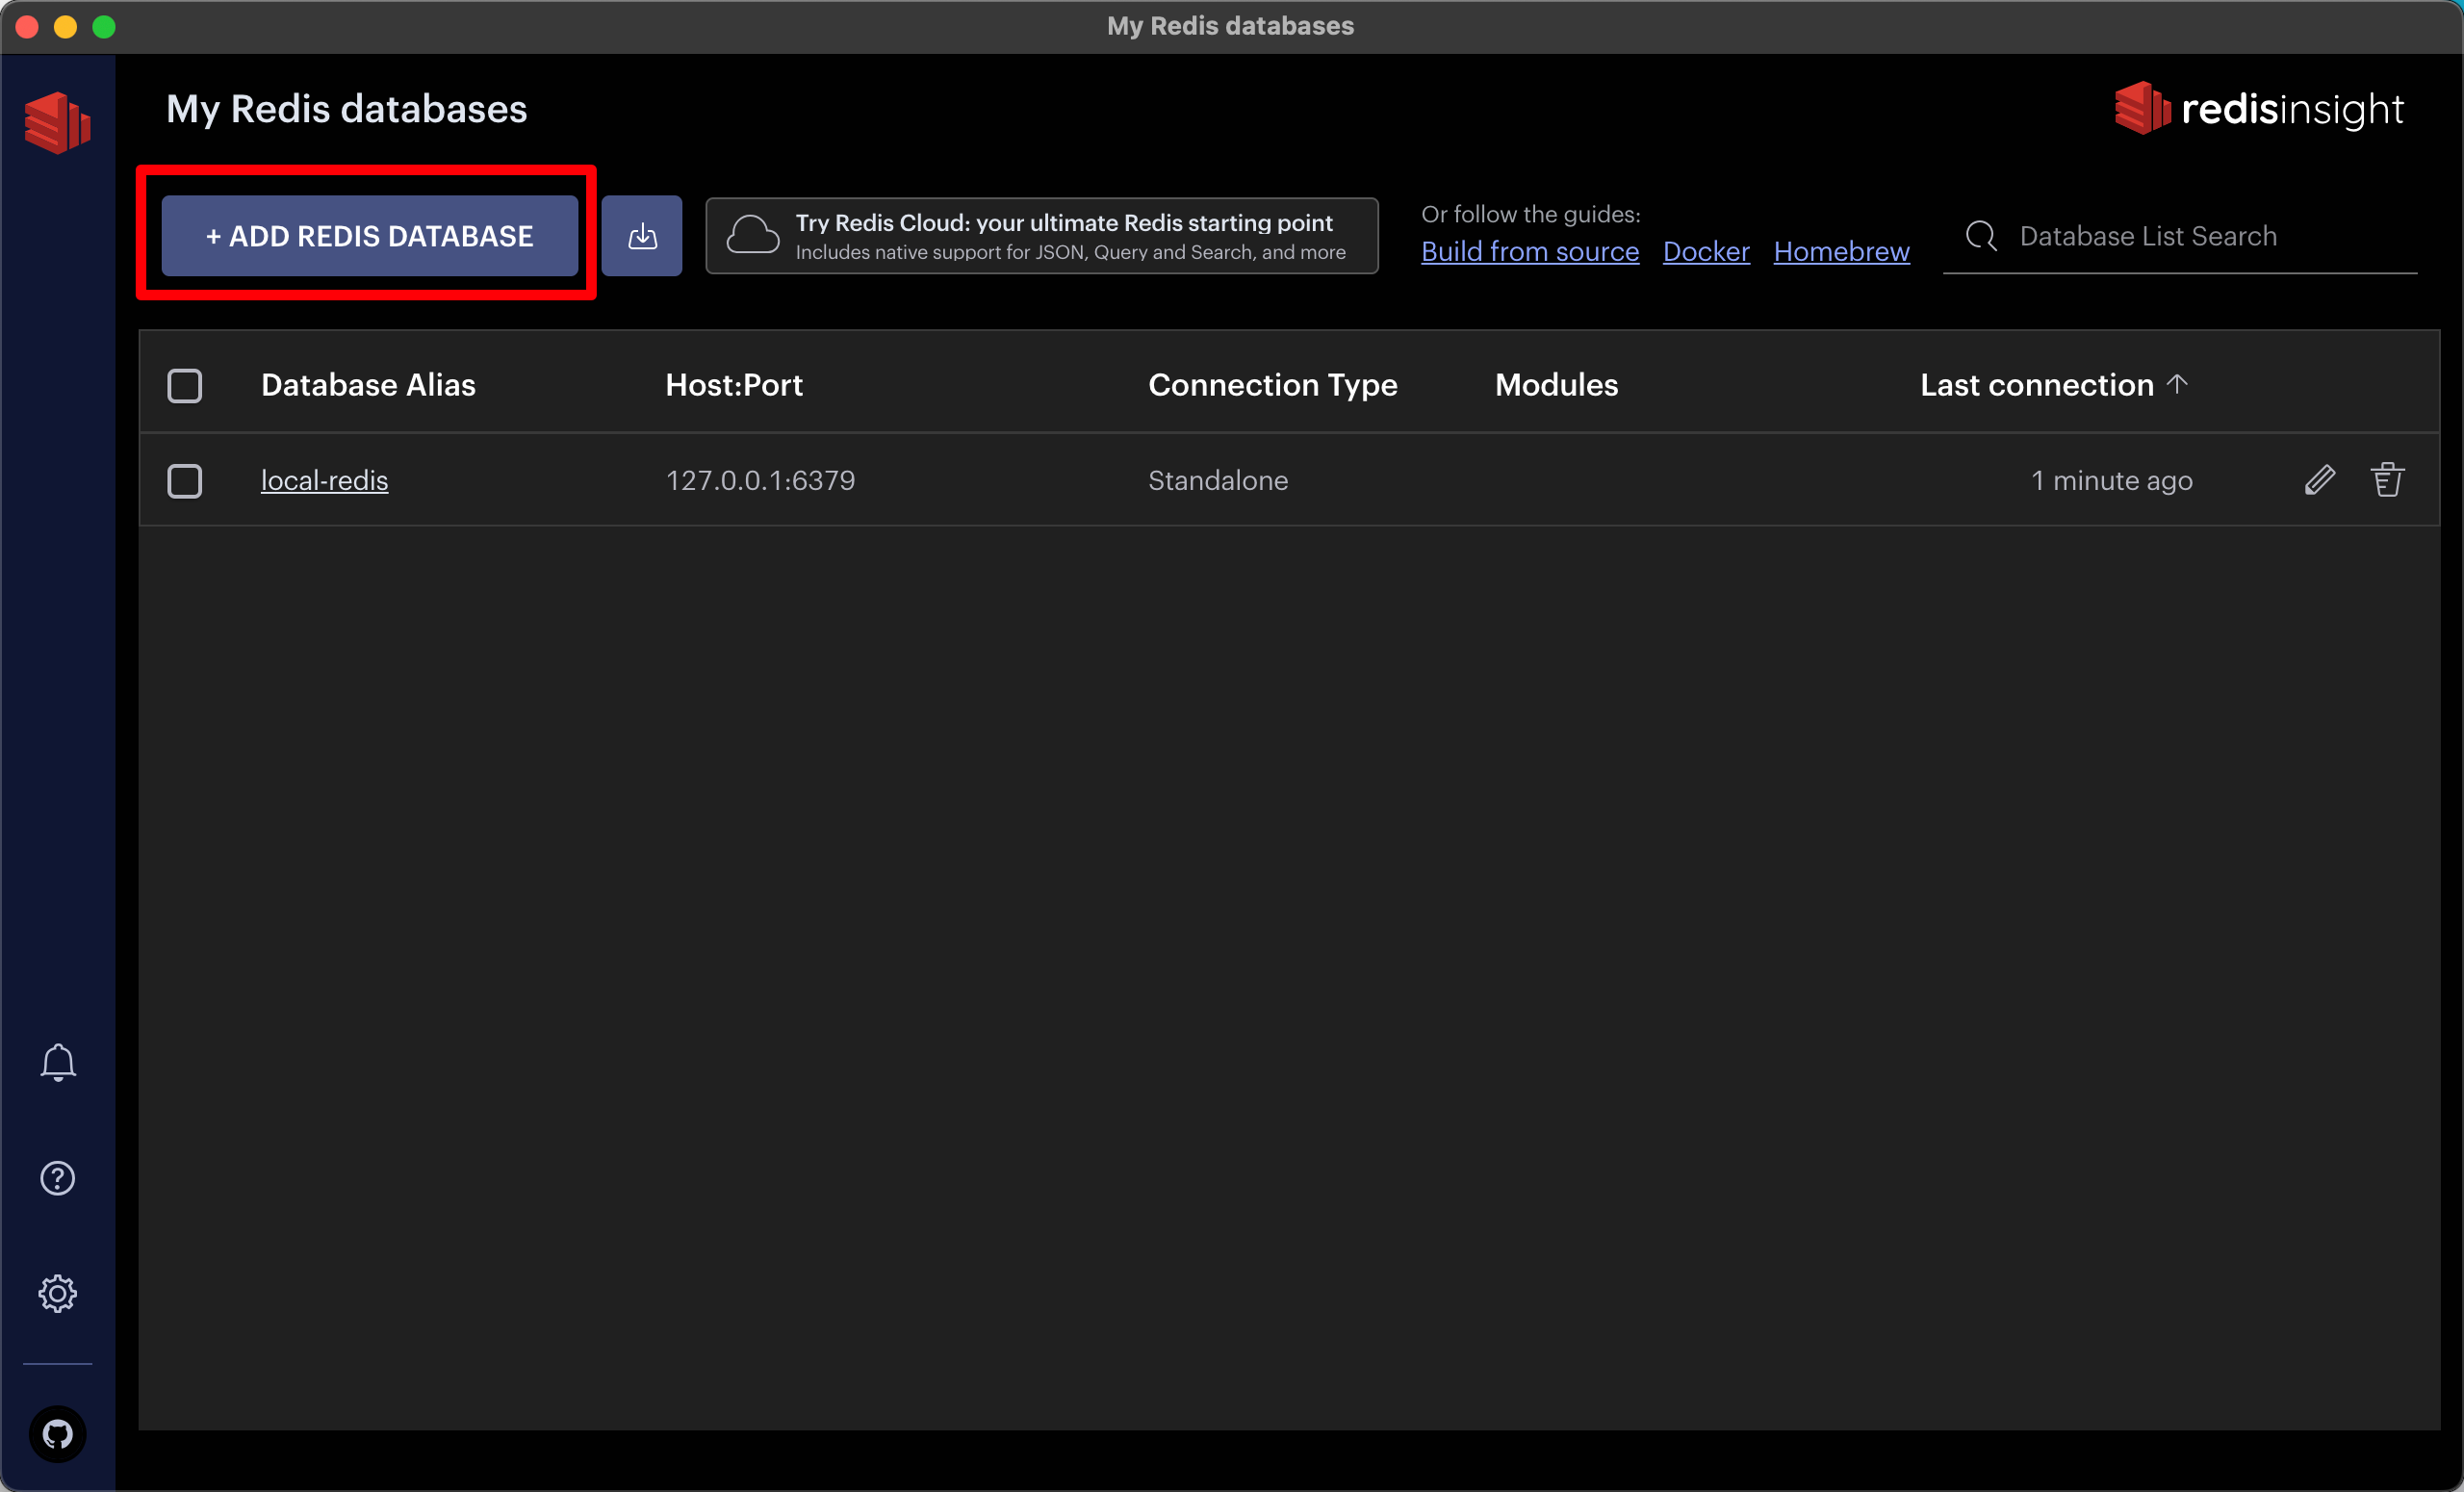 My Redis databases
My Redis databases
redisinsight
+ ADD REDIS DATABASE
Try Redis Cloud: your ultimate Redis starting point
Includes native support for JSON, Query and Search, and more
Or follow the guides:
Build from source Docker Homebrew
Database List Search
Database Alias Host:Port Connection Type Modules Last connection ↑
local-redis 127.0.0.1:6379 Standalone 1 minute ago